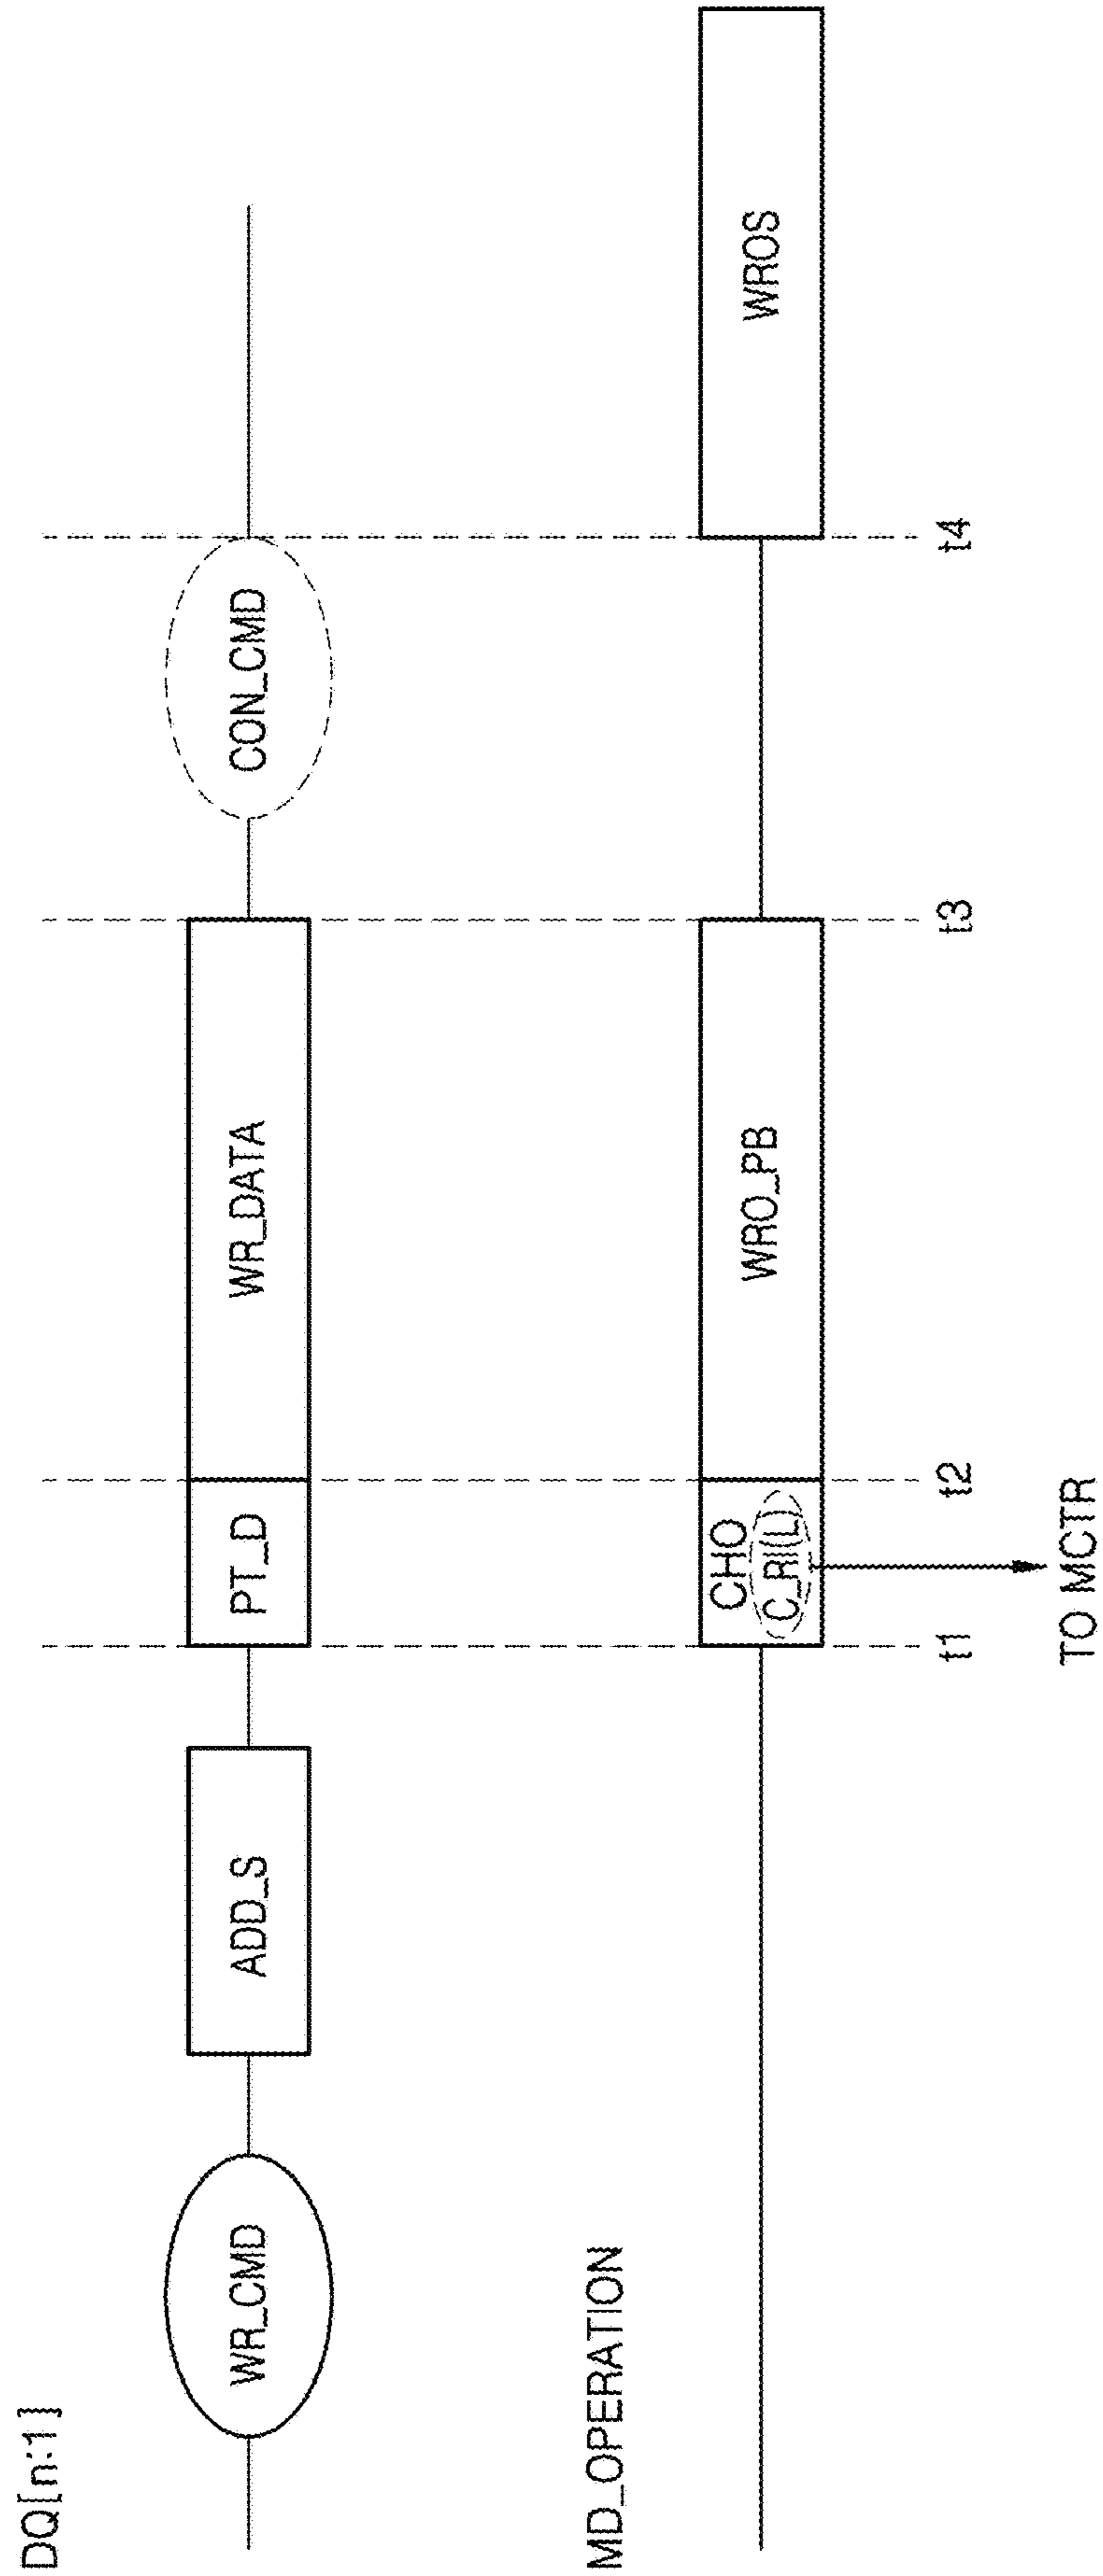 DQ[n:1]
WR_CMD
ADD_S
PT_D
WR_DATA
CON_CMD
MD_OPERATION
CHO
C_RI(L)
WRO_PB
WROS
t1
t2
t3
t4
TO MCTR